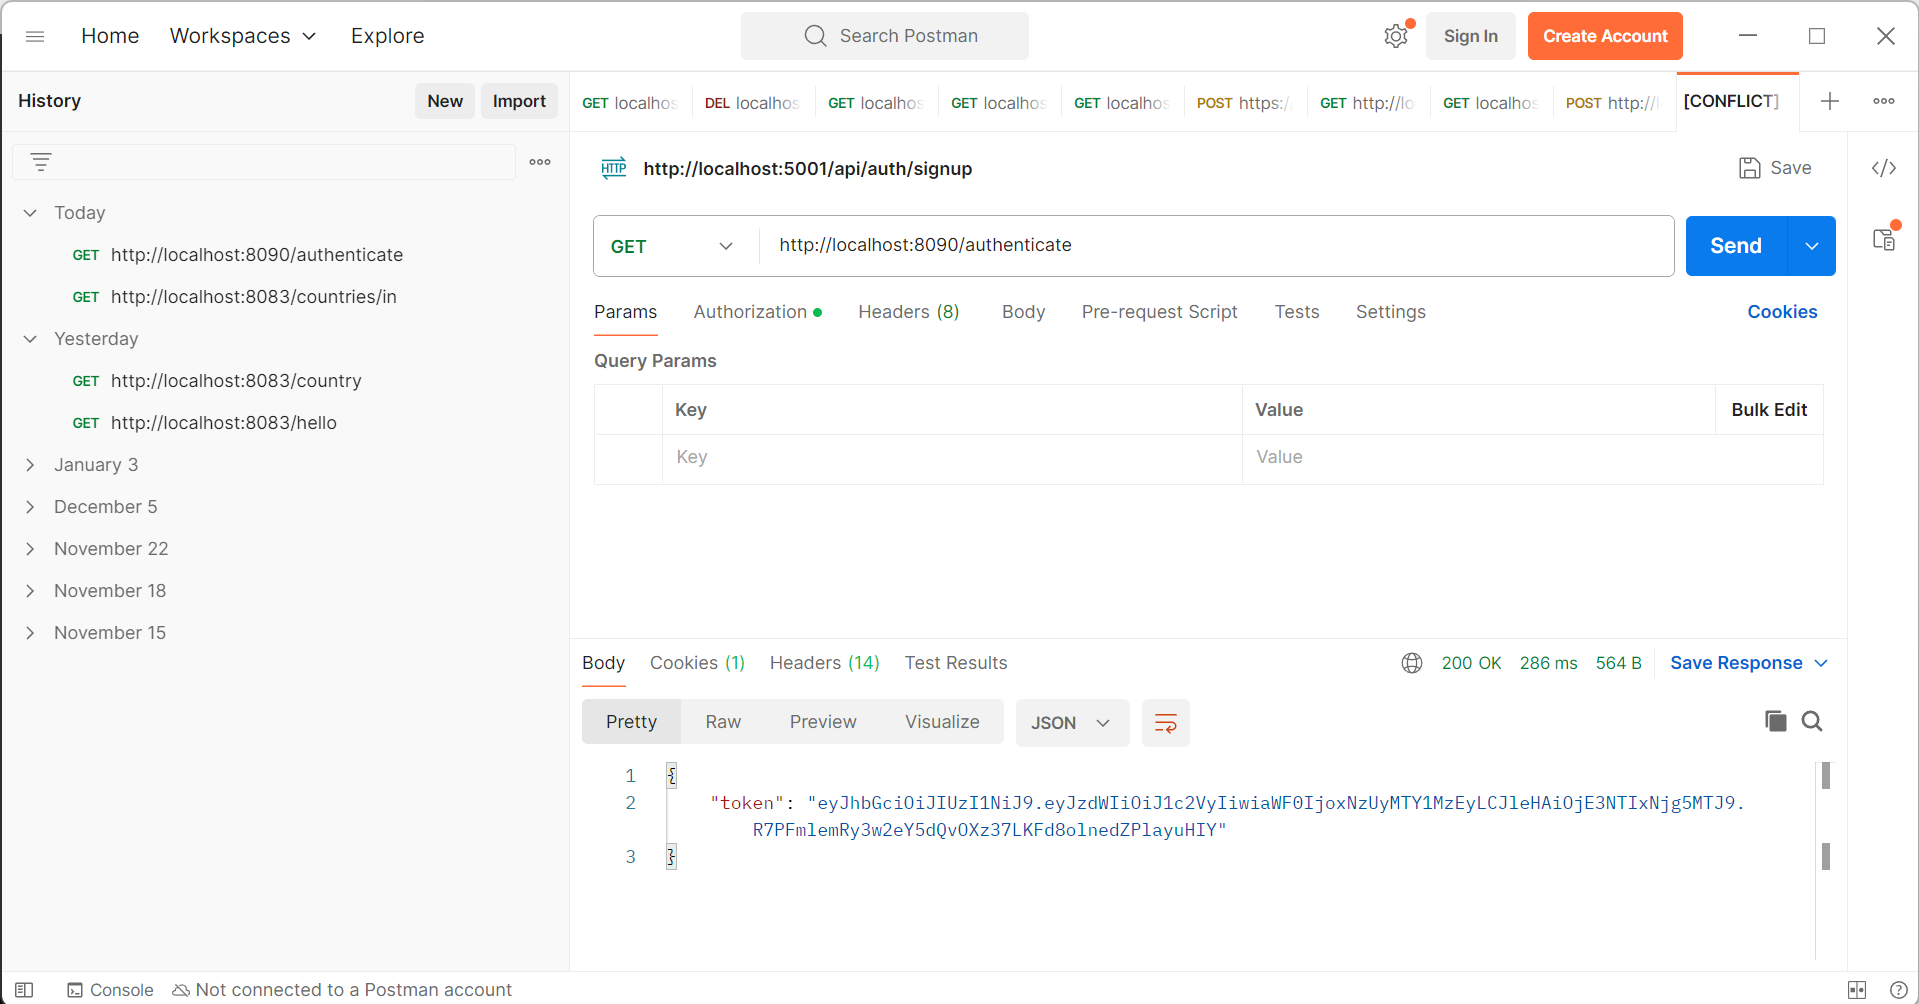 Home Workspaces Explore Search Postman Sign In Create Account
History New Import
GET localhos DEL localhos GET localhos GET localhos GET localhos POST https:/ GET http://lo GET localhos POST http://l [CONFLICT]
HTTP http://localhost:5001/api/auth/signup Save
Today
GET http://localhost:8090/authenticate
GET http://localhost:8083/countries/in
Yesterday
GET http://localhost:8083/country
GET http://localhost:8083/hello
January 3
December 5
November 22
November 18
November 15
GET http://localhost:8090/authenticate Send
Params Authorization Headers (8) Body Pre-request Script Tests Settings Cookies
Query Params
Key Value Bulk Edit
Key Value
Body Cookies (1) Headers (14) Test Results 200 OK 286 ms 564 B Save Response
Pretty Raw Preview Visualize JSON
1 {
2 "token": "eyJhbGciOiJIUzI1NiJ9.eyJzdWIiOiJ1c2VyIiwiaWF0IjoxNzUyMTY1MzEyLCJleHAiOjE3NTIxNjg5MTJ9.
R7PFmlemRy3w2eY5dQvOXz37LKFd8olnedZPlayuHIY"
3 }
Console Not connected to a Postman account